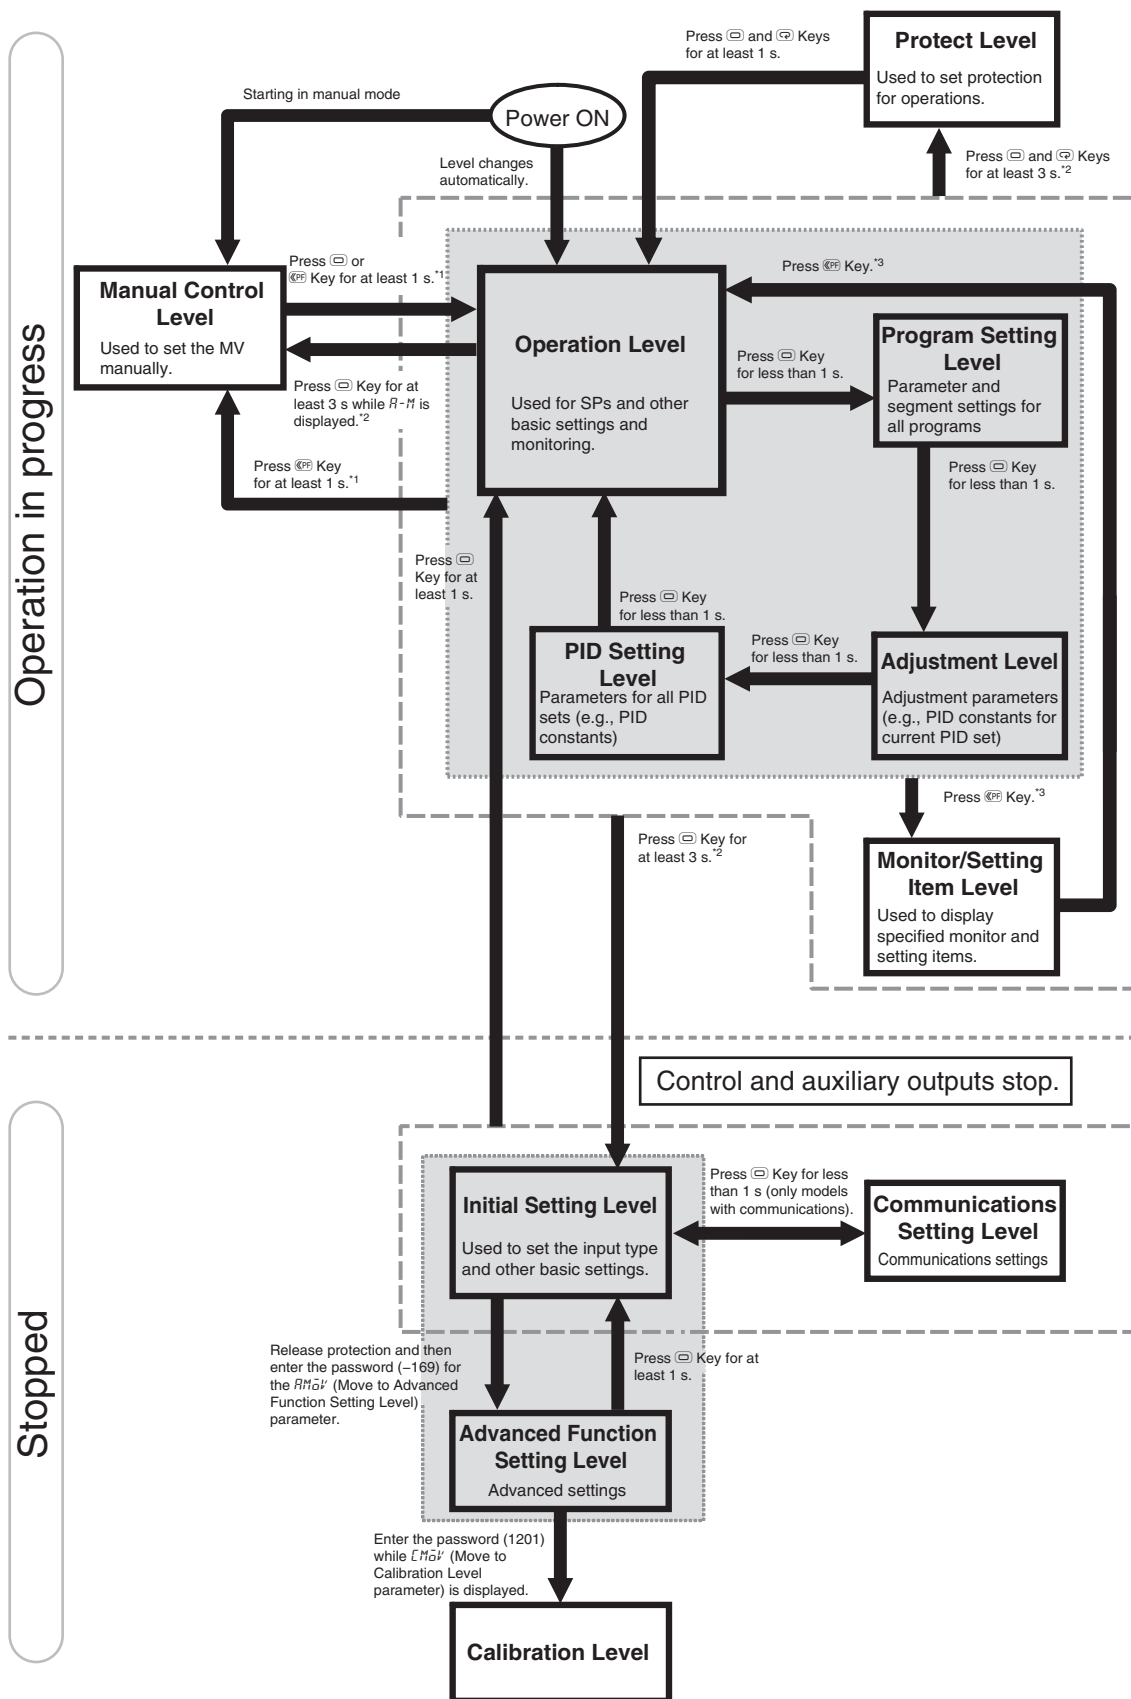 Operation in progress
Starting in manual mode
Power ON
Level changes
automatically.
Press and Keys
for at least 1 s.
Protect Level
Used to set protection
for operations.
Press and Keys
for at least 3 s.*2
Manual Control
Level
Used to set the MV
manually.
Press or
PF Key for at least 1 s.*1
Press Key for at
least 3 s while A-M is
displayed.*2
Press PF Key
for at least 1 s.*1
Operation Level
Used for SPs and other
basic settings and
monitoring.
Press PF Key.*3
Press Key
for less than 1 s.
Program Setting
Level
Parameter and
segment settings for
all programs
Press Key
for less than 1 s.
Press
Key for at
least 1 s.
Press Key
for less than 1 s.
PID Setting
Level
Parameters for all PID
sets (e.g., PID
constants)
Press Key
for less than 1 s.
Adjustment Level
Adjustment parameters
(e.g., PID constants for
current PID set)
Press PF Key.*3
Press Key for
at least 3 s.*2
Monitor/Setting
Item Level
Used to display
specified monitor and
setting items.
Control and auxiliary outputs stop.
Stopped
Initial Setting Level
Used to set the input type
and other basic settings.
Press Key for less
than 1 s (only models
with communications).
Communications
Setting Level
Communications settings
Release protection and then
enter the password (–169) for
the AMoV (Move to Advanced
Function Setting Level)
parameter.
Press Key for at
least 1 s.
Advanced Function
Setting Level
Advanced settings
Enter the password (1201)
while CMoV (Move to
Calibration Level
parameter) is displayed.
Calibration Level